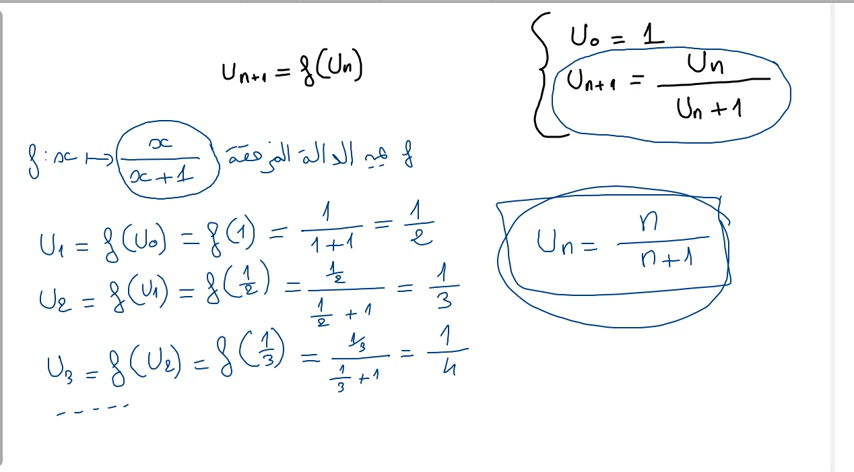 U₀ = 1
Uₙ₊₁ = f(Uₙ)
Uₙ₊₁ = Uₙ / (Uₙ + 1)
f : x ↦ x / (x + 1) f هي الدالة المرجعية
U₁ = f(U₀) = f(1) = 1 / (1+1) = 1/2
Uₙ = n / (n+1)
U₂ = f(U₁) = f(1/2) = (1/2) / (1/2 + 1) = 1/3
U₃ = f(U₂) = f(1/3) = (1/3) / (1/3 + 1) = 1/4
-----